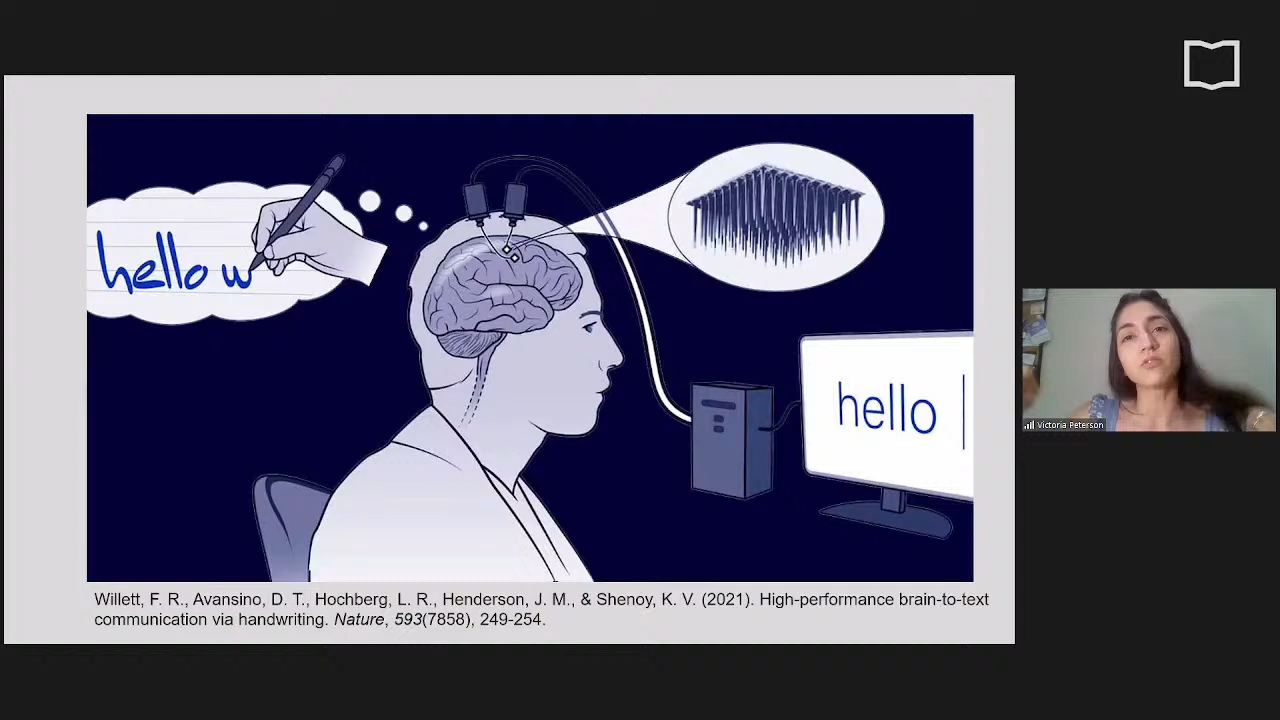 hello w
hello
Willett, F. R., Avansino, D. T., Hochberg, L. R., Henderson, J. M., & Shenoy, K. V. (2021). High-performance brain-to-text
communication via handwriting. Nature, 593(7858), 249-254.
Victoria Peterson